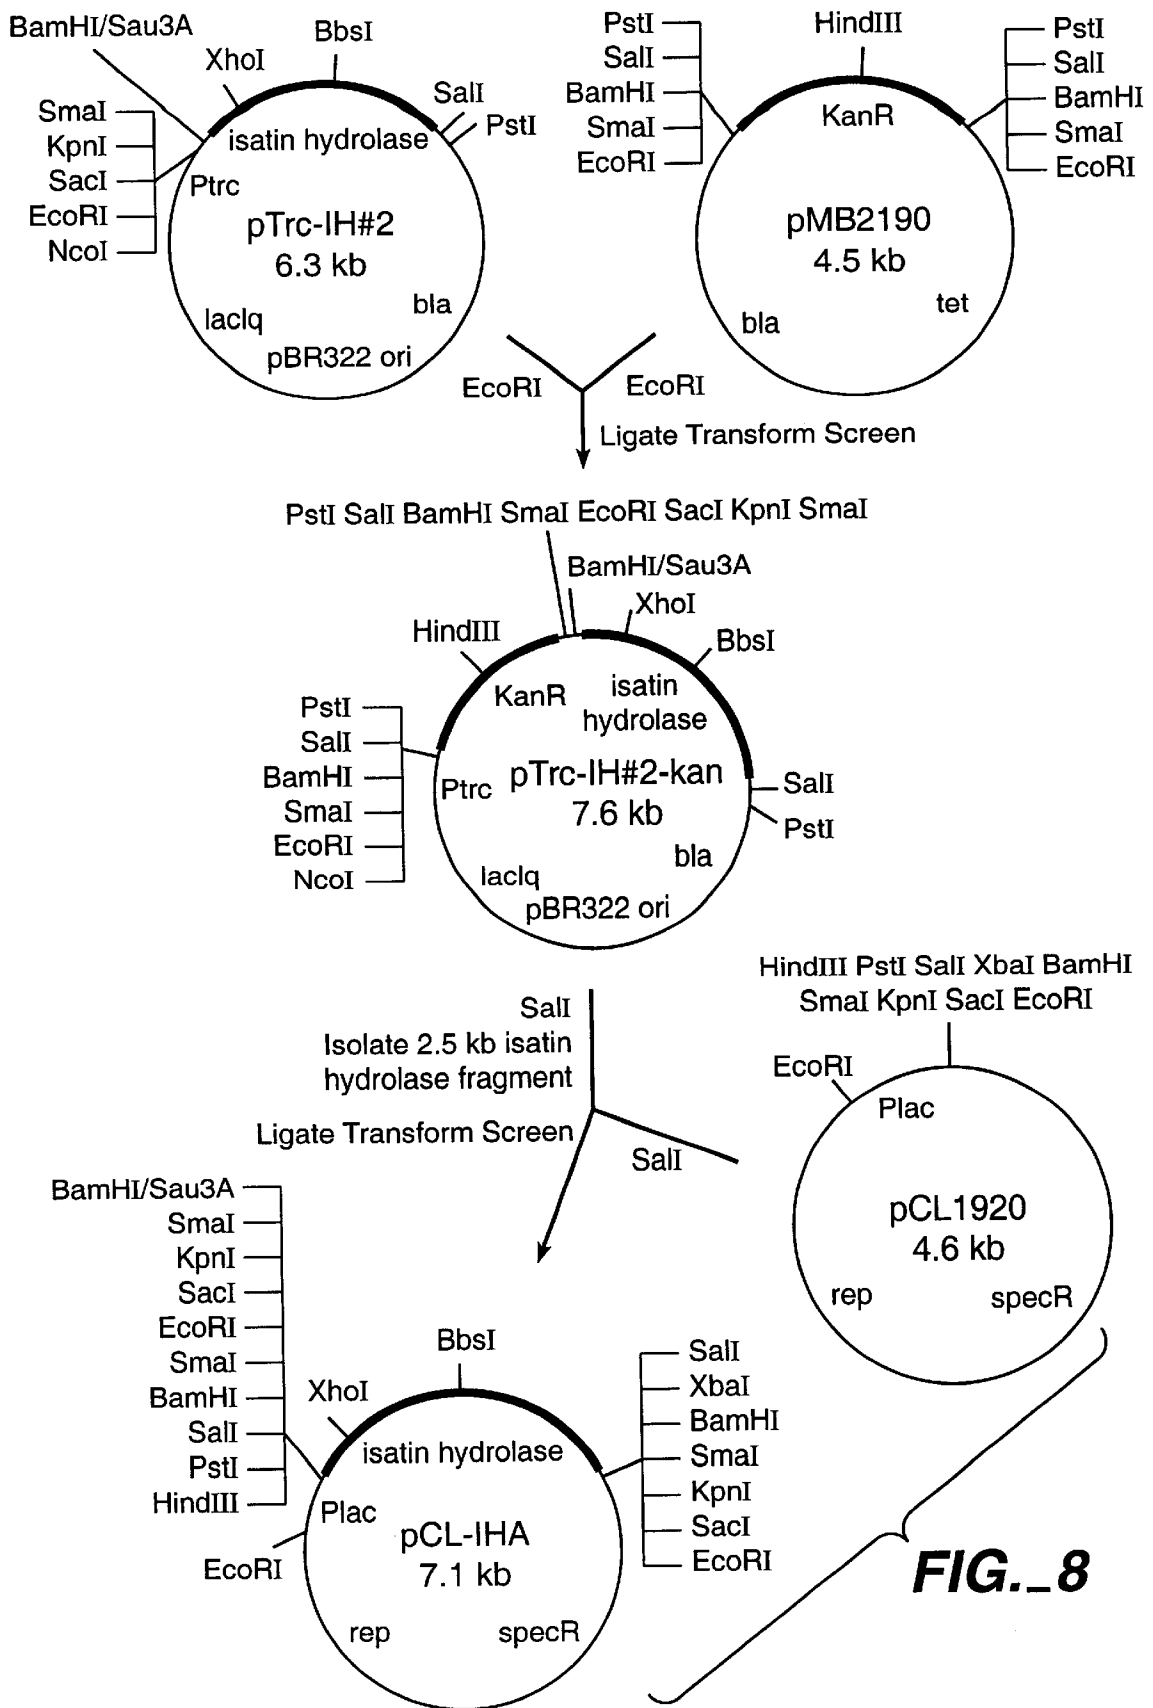 BamHI/Sau3A
XhoI
BbsI
SalI
PstI
SmaI
KpnI
SacI
EcoRI
NcoI
isatin hydrolase
Ptrc
pTrc-IH#2
6.3 kb
bla
lacIq
pBR322 ori
PstI
SalI
BamHI
SmaI
EcoRI
HindIII
KanR
PstI
SalI
BamHI
SmaI
EcoRI
pMB2190
4.5 kb
tet
bla
EcoRI
EcoRI
Ligate Transform Screen
PstI SalI BamHI SmaI EcoRI SacI KpnI SmaI
BamHI/Sau3A
XhoI
HindIII
BbsI
KanR
isatin
hydrolase
PstI
SalI
BamHI
SmaI
EcoRI
NcoI
Ptrc
pTrc-IH#2-kan
7.6 kb
SalI
PstI
bla
lacIq
pBR322 ori
SalI
Isolate 2.5 kb isatin
hydrolase fragment
Ligate Transform Screen
SalI
HindIII PstI SalI XbaI BamHI
SmaI KpnI SacI EcoRI
EcoRI
Plac
pCL1920
4.6 kb
rep
specR
BamHI/Sau3A
SmaI
KpnI
SacI
EcoRI
SmaI
BamHI
SalI
PstI
HindIII
XhoI
BbsI
isatin hydrolase
SalI
XbaI
BamHI
SmaI
KpnI
SacI
EcoRI
Plac
EcoRI
pCL-IHA
7.1 kb
rep
specR
FIG._8